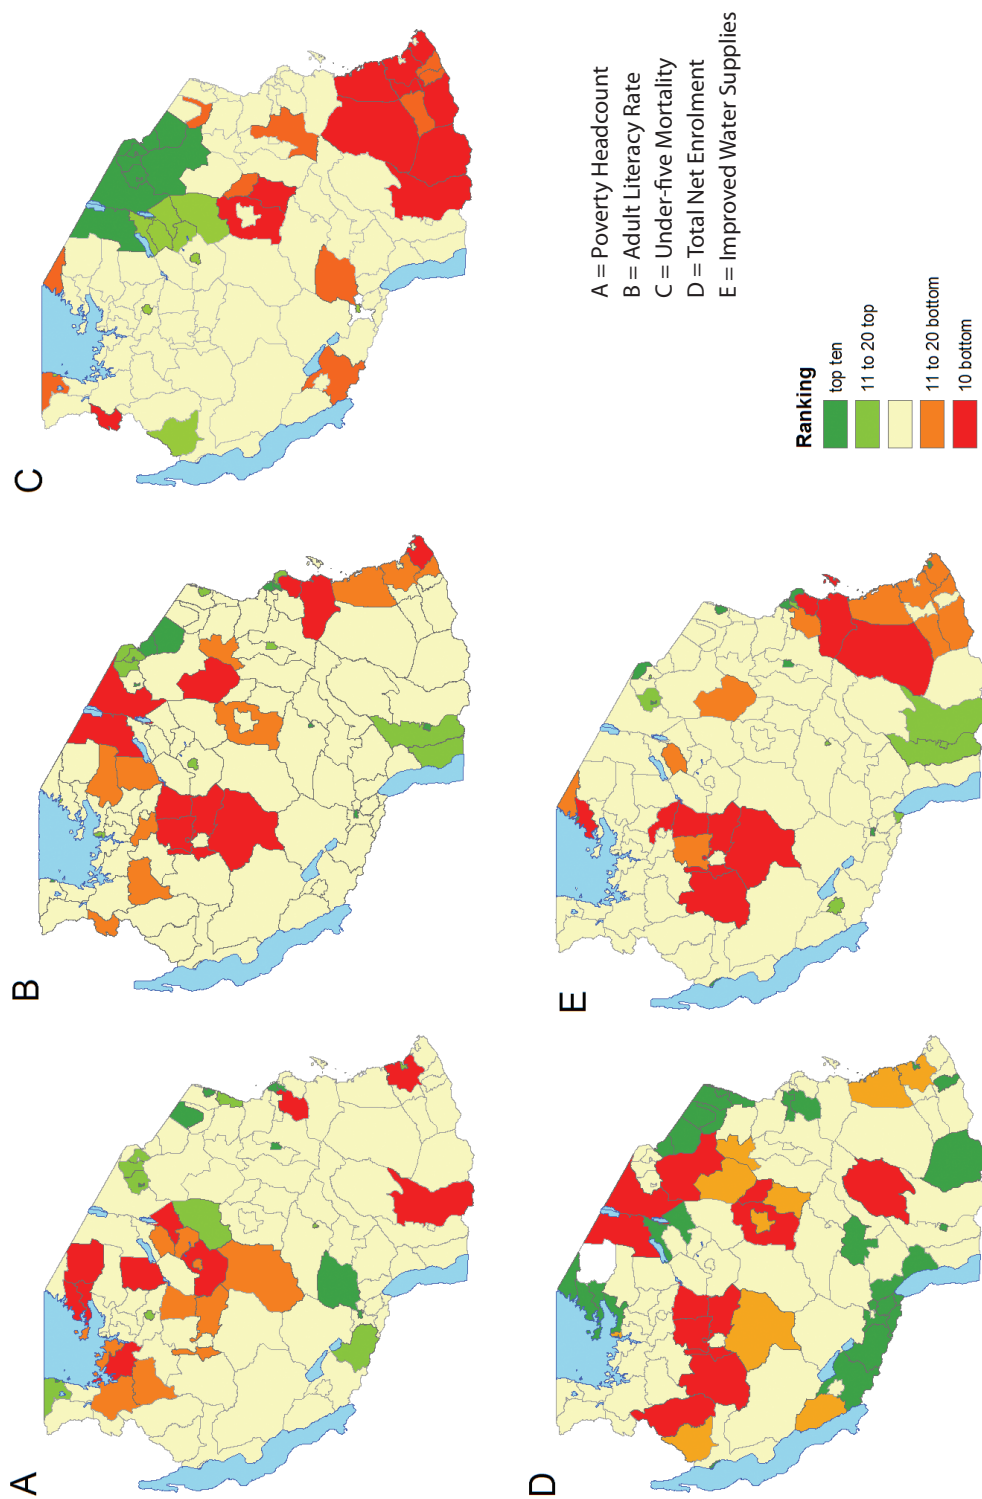 A
B
C
D
E
A = Poverty Headcount
B = Adult Literacy Rate
C = Under-five Mortality
D = Total Net Enrolment
E = Improved Water Supplies
Ranking
top ten
11 to 20 top
11 to 20 bottom
10 bottom